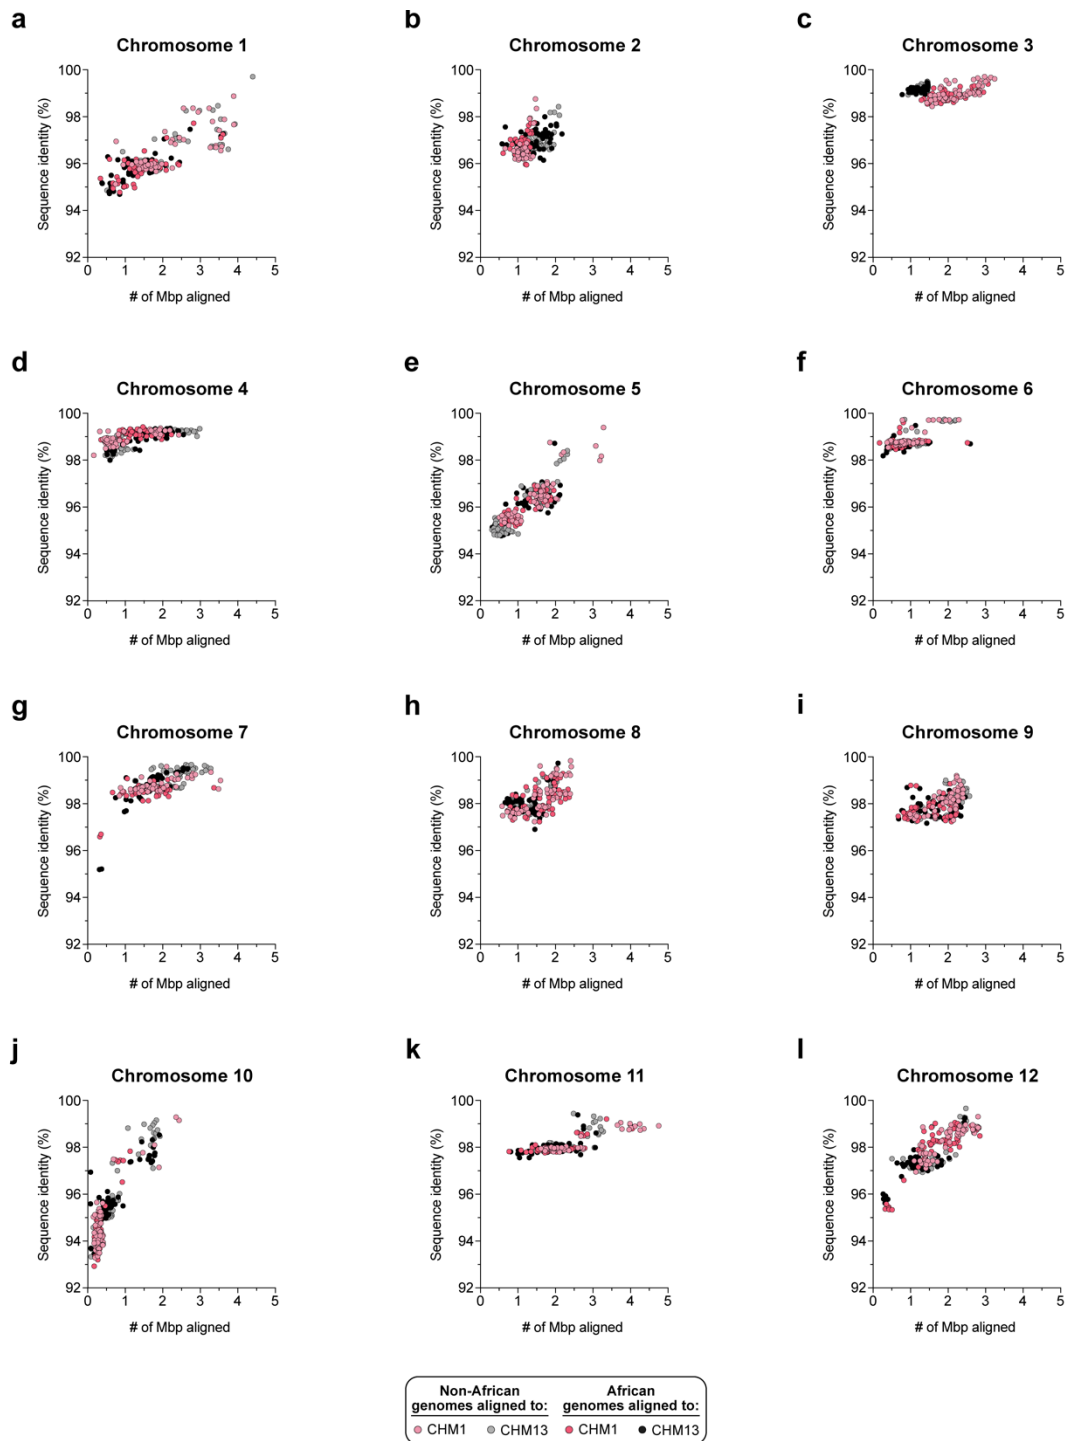 a
b
c
Chromosome 1
Chromosome 2
Chromosome 3
Sequence identity (%)
100
98
96
94
92
0 1 2 3 4 5
# of Mbp aligned
Sequence identity (%)
100
98
96
94
92
0 1 2 3 4 5
# of Mbp aligned
Sequence identity (%)
100
98
96
94
92
0 1 2 3 4 5
# of Mbp aligned
d
e
f
Chromosome 4
Chromosome 5
Chromosome 6
Sequence identity (%)
100
98
96
94
92
0 1 2 3 4 5
# of Mbp aligned
Sequence identity (%)
100
98
96
94
92
0 1 2 3 4 5
# of Mbp aligned
Sequence identity (%)
100
98
96
94
92
0 1 2 3 4 5
# of Mbp aligned
g
h
i
Chromosome 7
Chromosome 8
Chromosome 9
Sequence identity (%)
100
98
96
94
92
0 1 2 3 4 5
# of Mbp aligned
Sequence identity (%)
100
98
96
94
92
0 1 2 3 4 5
# of Mbp aligned
Sequence identity (%)
100
98
96
94
92
0 1 2 3 4 5
# of Mbp aligned
j
k
l
Chromosome 10
Chromosome 11
Chromosome 12
Sequence identity (%)
100
98
96
94
92
0 1 2 3 4 5
# of Mbp aligned
Sequence identity (%)
100
98
96
94
92
0 1 2 3 4 5
# of Mbp aligned
Sequence identity (%)
100
98
96
94
92
0 1 2 3 4 5
# of Mbp aligned
Non-African
genomes aligned to:
CHM1 CHM13
African
genomes aligned to:
CHM1 CHM13